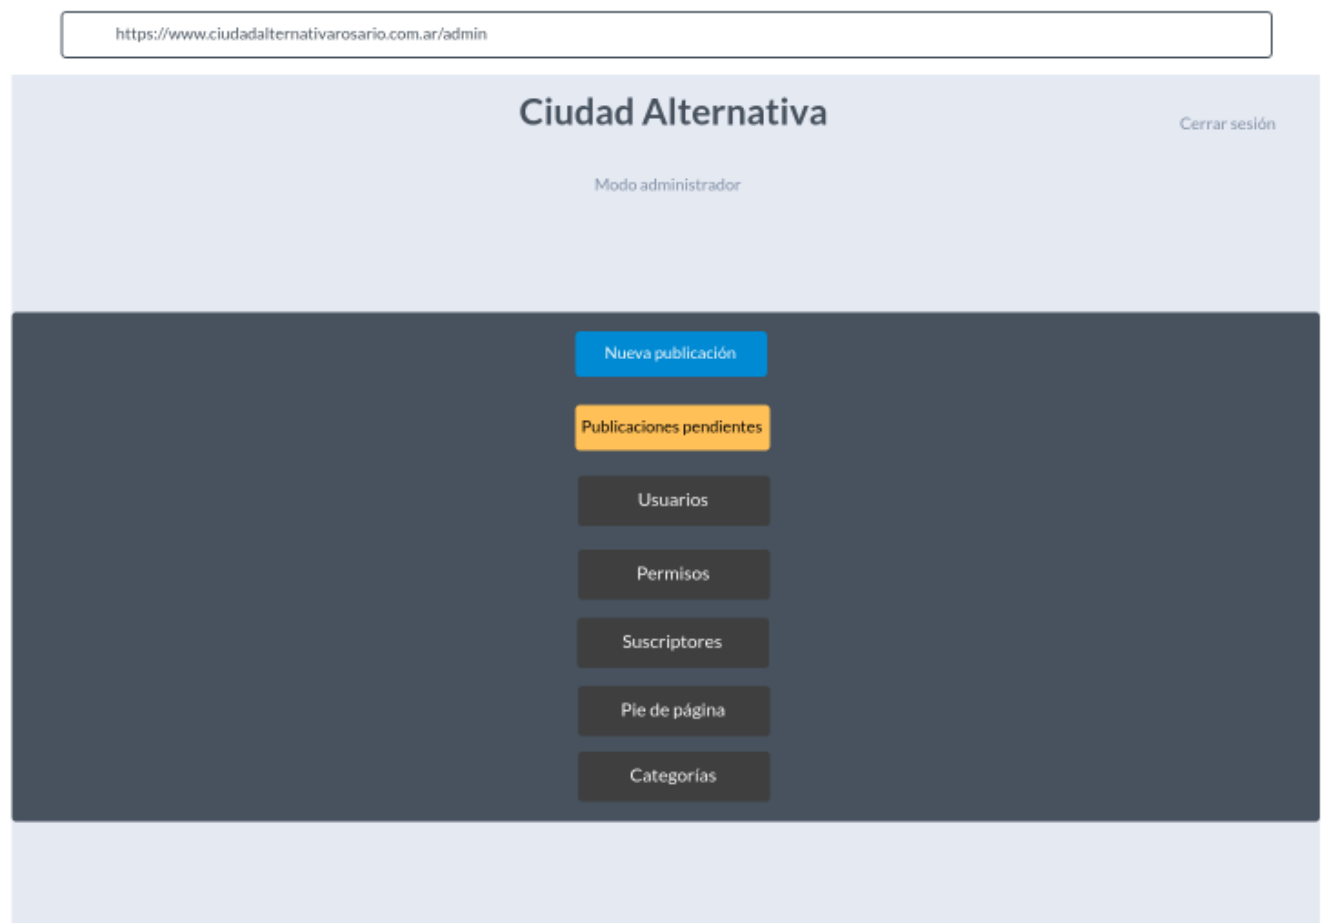 https://www.ciudadalternativarosario.com.ar/admin
Ciudad Alternativa
Cerrar sesión
Modo administrador
Nueva publicación
Publicaciones pendientes
Usuarios
Permisos
Suscriptores
Pie de página
Categorías